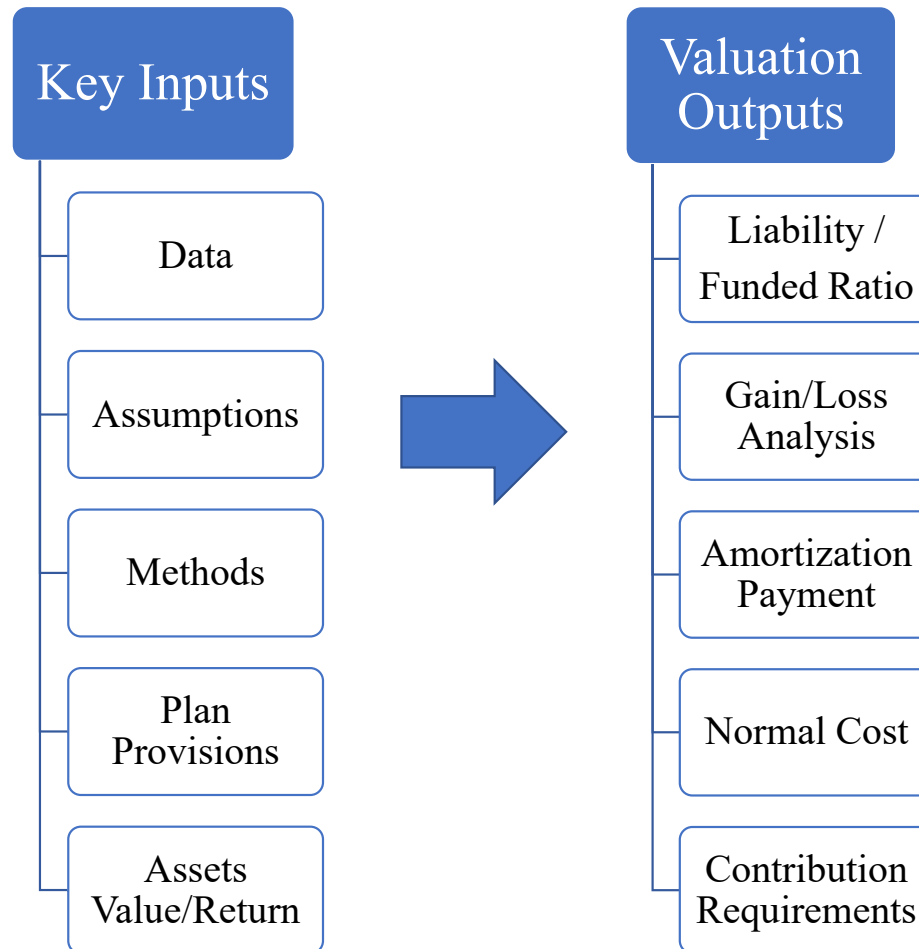 Key Inputs
Data
Assumptions
Methods
Plan
Provisions
Assets
Value/Return
Valuation
Outputs
Liability /
Funded Ratio
Gain/Loss
Analysis
Amortization
Payment
Normal Cost
Contribution
Requirements